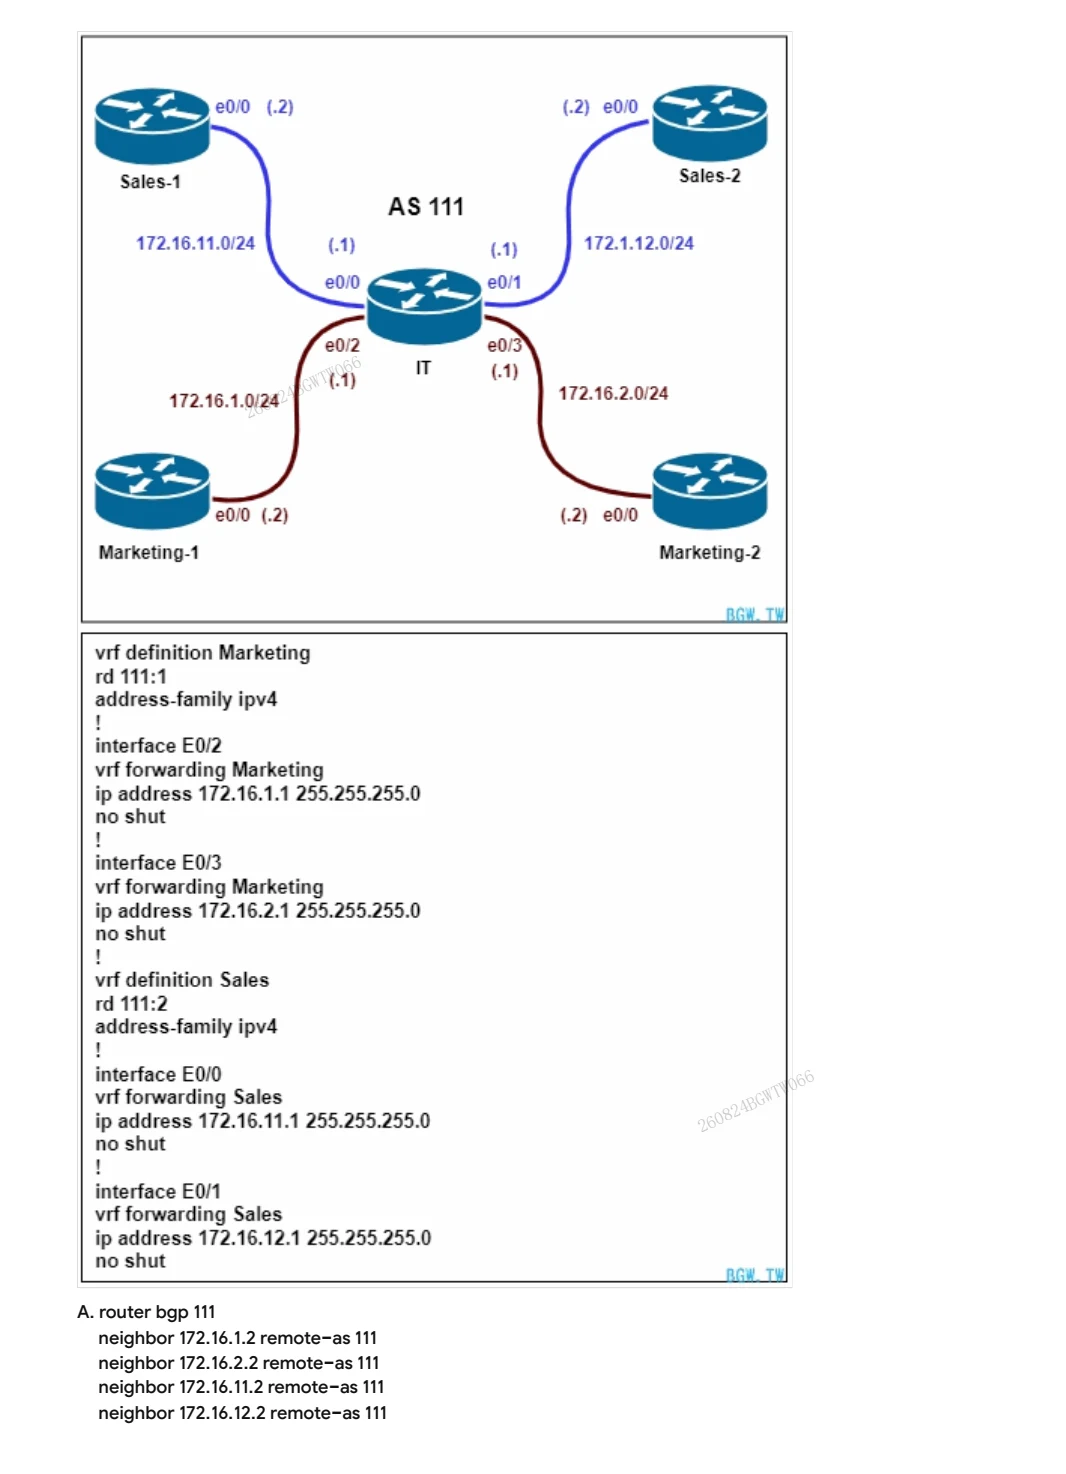 e0/0 (.2)
(.2) e0/0
Sales-1
Sales-2
AS 111
172.16.11.0/24
(.1)
(.1)
172.1.12.0/24
e0/0
e0/1
e0/2
e0/3
IT
(.1)
(.1)
172.16.1.0/24
172.16.2.0/24
260824BGWTW066
e0/0 (.2)
(.2) e0/0
Marketing-1
Marketing-2
BGW. TW
vrf definition Marketing
rd 111:1
address-family ipv4
!
interface E0/2
vrf forwarding Marketing
ip address 172.16.1.1 255.255.255.0
no shut
!
interface E0/3
vrf forwarding Marketing
ip address 172.16.2.1 255.255.255.0
no shut
!
vrf definition Sales
rd 111:2
address-family ipv4
!
interface E0/0
vrf forwarding Sales
ip address 172.16.11.1 255.255.255.0
no shut
!
interface E0/1
vrf forwarding Sales
ip address 172.16.12.1 255.255.255.0
no shut
260824BGWTW066
BGW. TW
A. router bgp 111
neighbor 172.16.1.2 remote-as 111
neighbor 172.16.2.2 remote-as 111
neighbor 172.16.11.2 remote-as 111
neighbor 172.16.12.2 remote-as 111